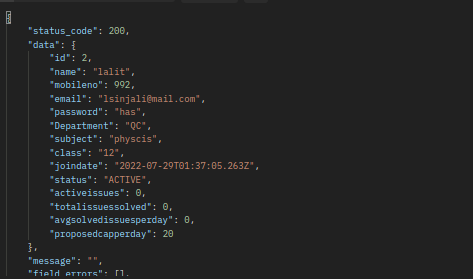 {
"status_code": 200,
"data": {
"id": 2,
"name": "lalit",
"mobileno": 992,
"email": "lsinjali@mail.com",
"password": "has",
"Department": "QC",
"subject": "physcis",
"class": "12",
"joindate": "2022-07-29T01:37:05.263Z",
"status": "ACTIVE",
"activeissues": 0,
"totalissuessolved": 0,
"avgsolvedissuesperday": 0,
"proposedcapperday": 20
},
"message": "",
"field_errors": [],